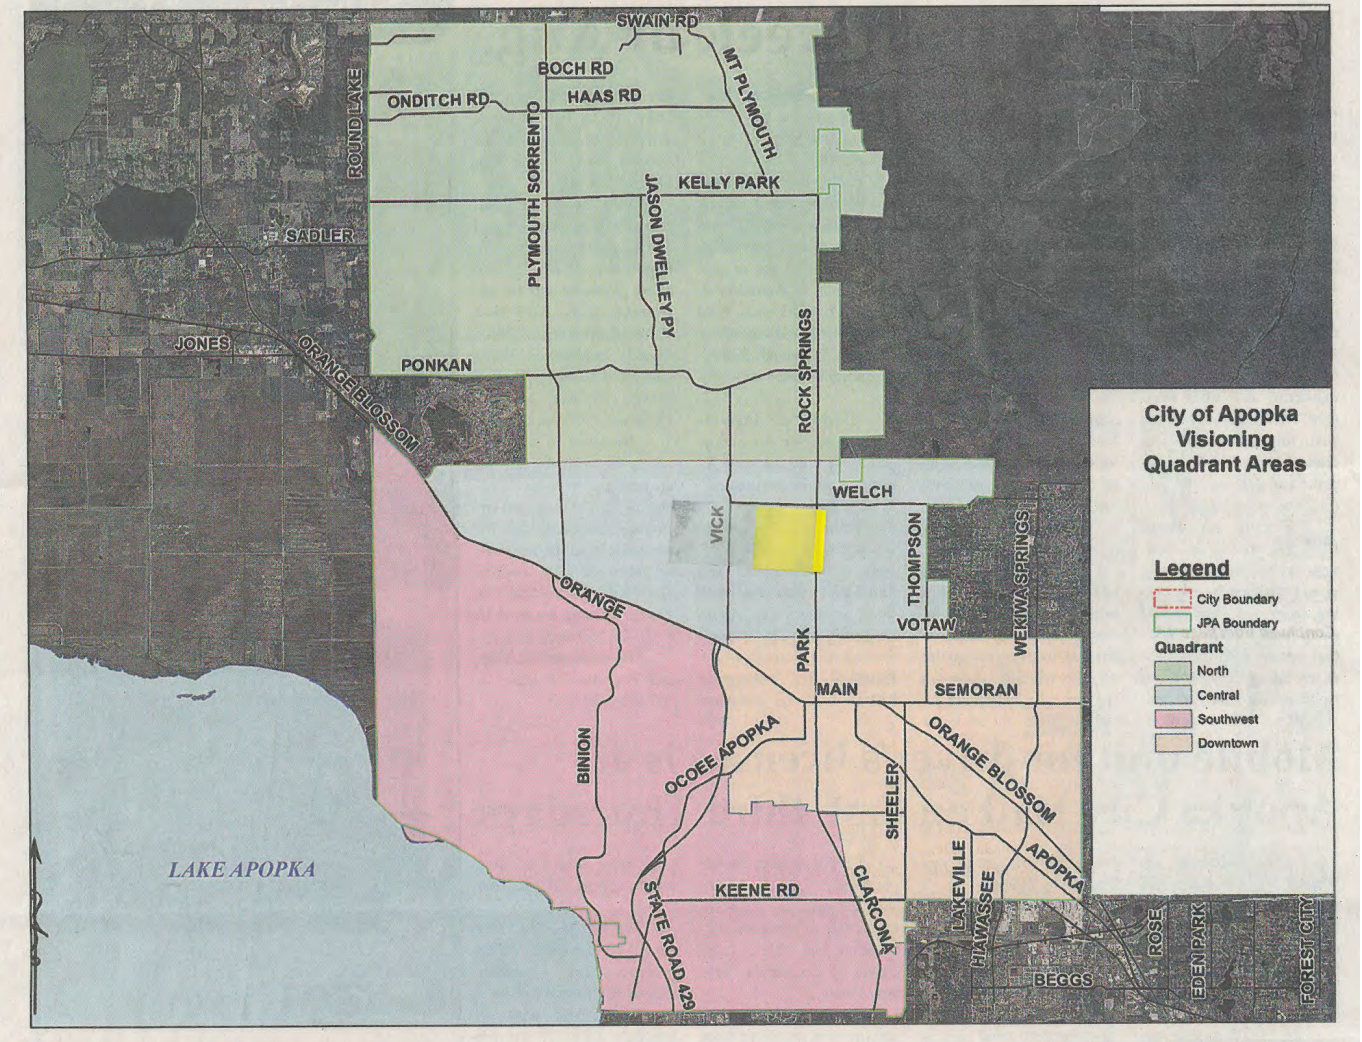 SWAIN RD
MT PLYMOUTH
BOCH RD
ONDITCH RD
HAAS RD
ROUND LAKE
PLYMOUTH SORRENTO
KELLY PARK
JASON DWELLEY PY
SADLER
ROCK SPRINGS
JONES
ORANGE BLOSSOM
PONKAN
City of Apopka
Visioning
Quadrant Areas
WELCH
VICK
THOMPSON
WEKIWA SPRINGS
ORANGE
VOTAW
PARK
MAIN
SEMORAN
Legend
City Boundary
JPA Boundary
Quadrant
North
Central
Southwest
Downtown
BINION
OCOEE APOPKA
ORANGE BLOSSOM
SHEELER
APOPKA
LAKE APOPKA
STATE ROAD 429
KEENE RD
CLARCONA
LAKEVILLE
HIAWASSEE
ROSE
EDEN PARK
FOREST CITY
BEGGS